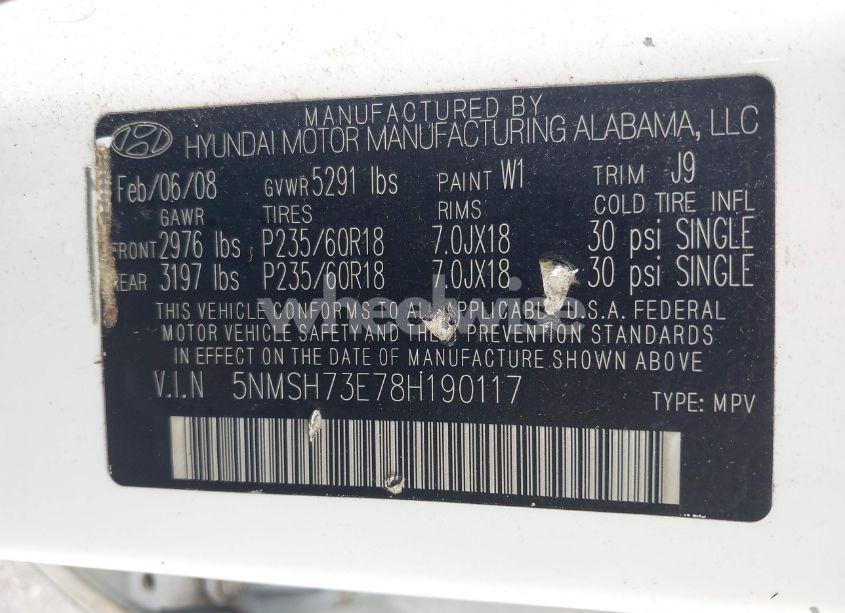 MANUFACTURED BY
HYUNDAI MOTOR MANUFACTURING ALABAMA, LLC
Feb/06/08 GVWR 5291 lbs PAINT W1 TRIM J9
GAWR TIRES RIMS COLD TIRE INFL
FRONT 2976 lbs P235/60R18 7.0JX18 30 psi SINGLE
REAR 3197 lbs P235/60R18 7.0JX18 30 psi SINGLE
THIS VEHICLE CONFORMS TO ALL APPLICABLE U.S.A. FEDERAL
MOTOR VEHICLE SAFETY AND THEFT PREVENTION STANDARDS
IN EFFECT ON THE DATE OF MANUFACTURE SHOWN ABOVE
V.I.N 5NMSH73E78H190117 TYPE: MPV
wheelwise